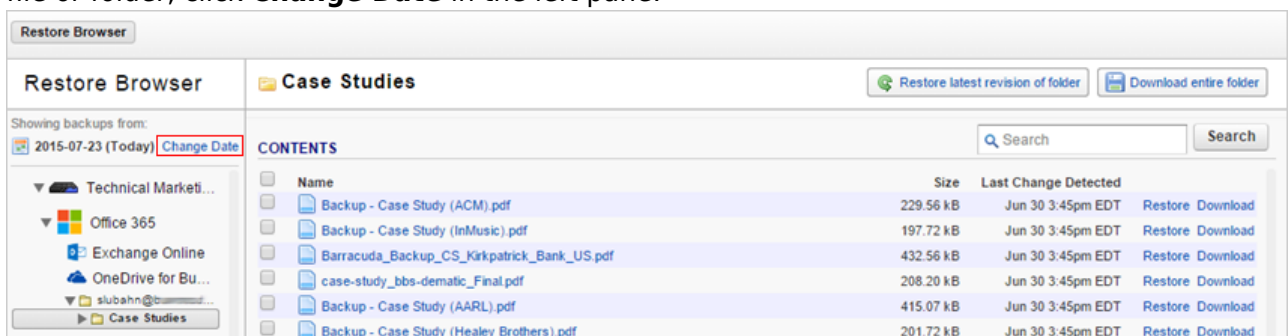 file or folder, click Change Date in the left panel
Restore Browser
Restore Browser
Case Studies
Restore latest revision of folder
Download entire folder
Showing backups from:
2015-07-23 (Today) Change Date
Search
Search
CONTENTS
Technical Marketi...
Office 365
Exchange Online
OneDrive for Bu...
slubahn@
Case Studies
Name Size Last Change Detected
Backup - Case Study (ACM).pdf 229.56 kB Jun 30 3:45pm EDT Restore Download
Backup - Case Study (InMusic).pdf 197.72 kB Jun 30 3:45pm EDT Restore Download
Barracuda_Backup_CS_Kirkpatrick_Bank_US.pdf 432.56 kB Jun 30 3:45pm EDT Restore Download
case-study_bbs-dematic_Final.pdf 208.20 kB Jun 30 3:45pm EDT Restore Download
Backup - Case Study (AARL).pdf 415.07 kB Jun 30 3:45pm EDT Restore Download
Backup - Case Study (Healey Brothers).pdf 201.72 kB Jun 30 3:45pm EDT Restore Download